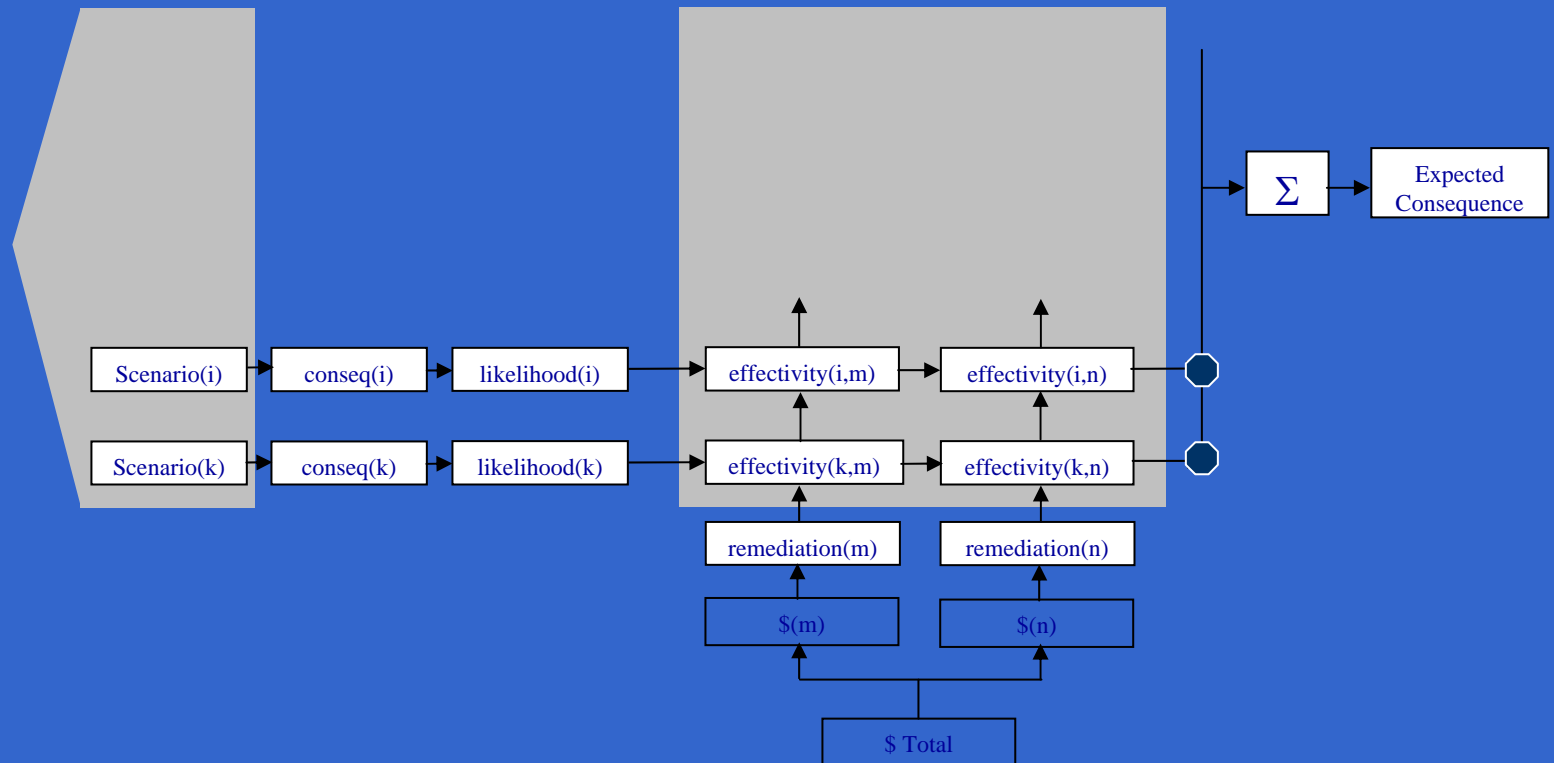 Σ
Expected
Consequence
Scenario(i)
conseq(i)
likelihood(i)
effectivity(i,m)
effectivity(i,n)
Scenario(k)
conseq(k)
likelihood(k)
effectivity(k,m)
effectivity(k,n)
remediation(m)
remediation(n)
$(m)
$(n)
$ Total